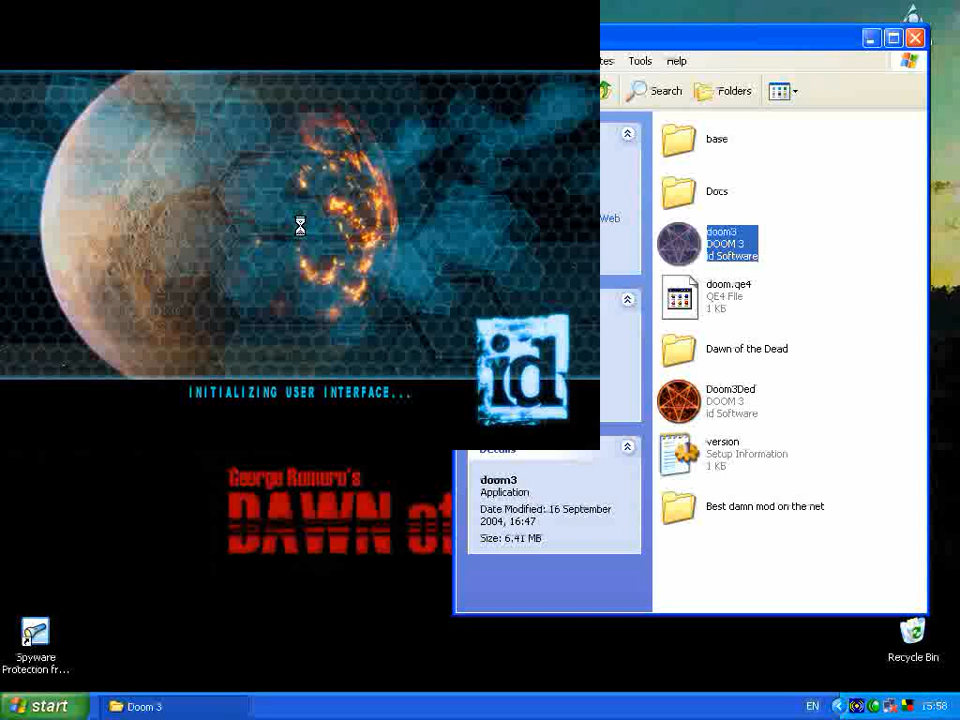 tes Tools Help
Search Folders
Web
base
Docs
doom3
DOOM 3
id Software
doom.qe4
QE4 File
1 KB
Dawn of the Dead
Doom3Ded
DOOM 3
id Software
version
Setup Information
1 KB
Best damn mod on the net
id
INITIALIZING USER INTERFACE...
Details
doom3
Application
Date Modified: 16 September
2004, 16:47
Size: 6.41 MB
George Romero's
DAWN of
Spyware
Protection fr...
Recycle Bin
start
Doom 3
EN
15:58